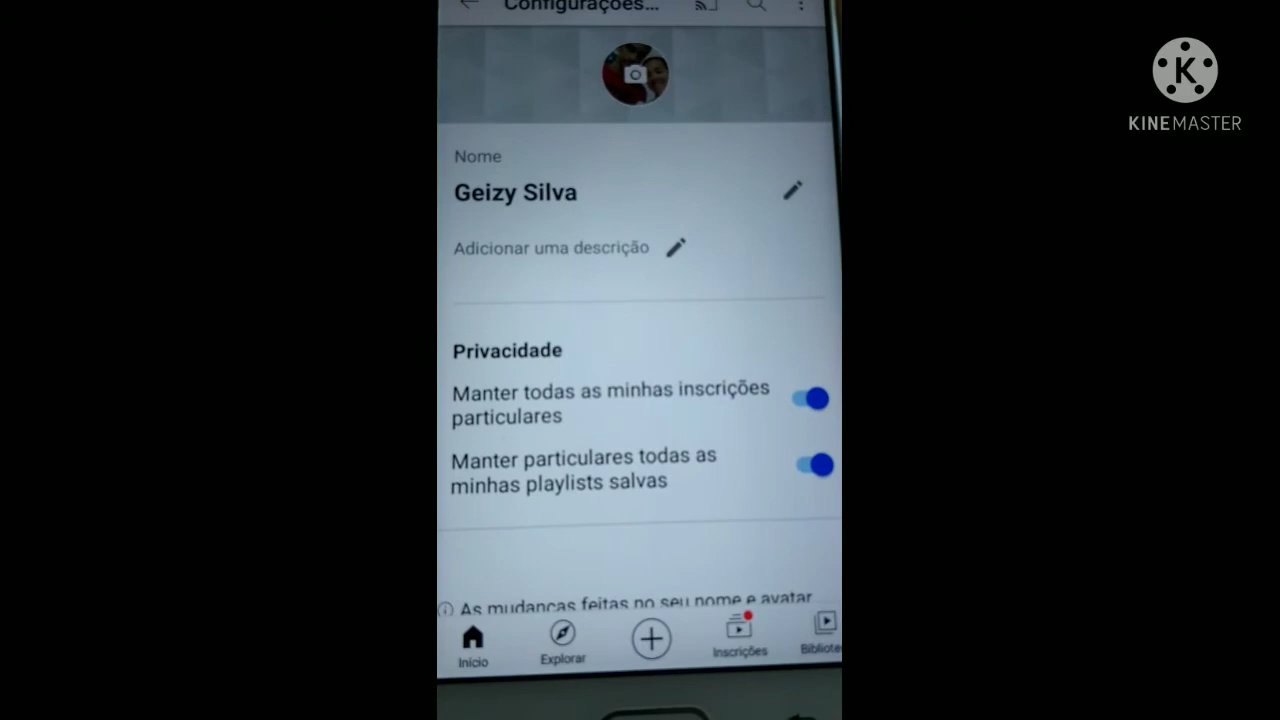 Configurações...
KINEMASTER
Nome
Geizy Silva
Adicionar uma descrição
Privacidade
Manter todas as minhas inscrições
particulares
Manter particulares todas as
minhas playlists salvas
As mudanças feitas no seu nome e avatar
Início
Explorar
Inscrições
Bibliote